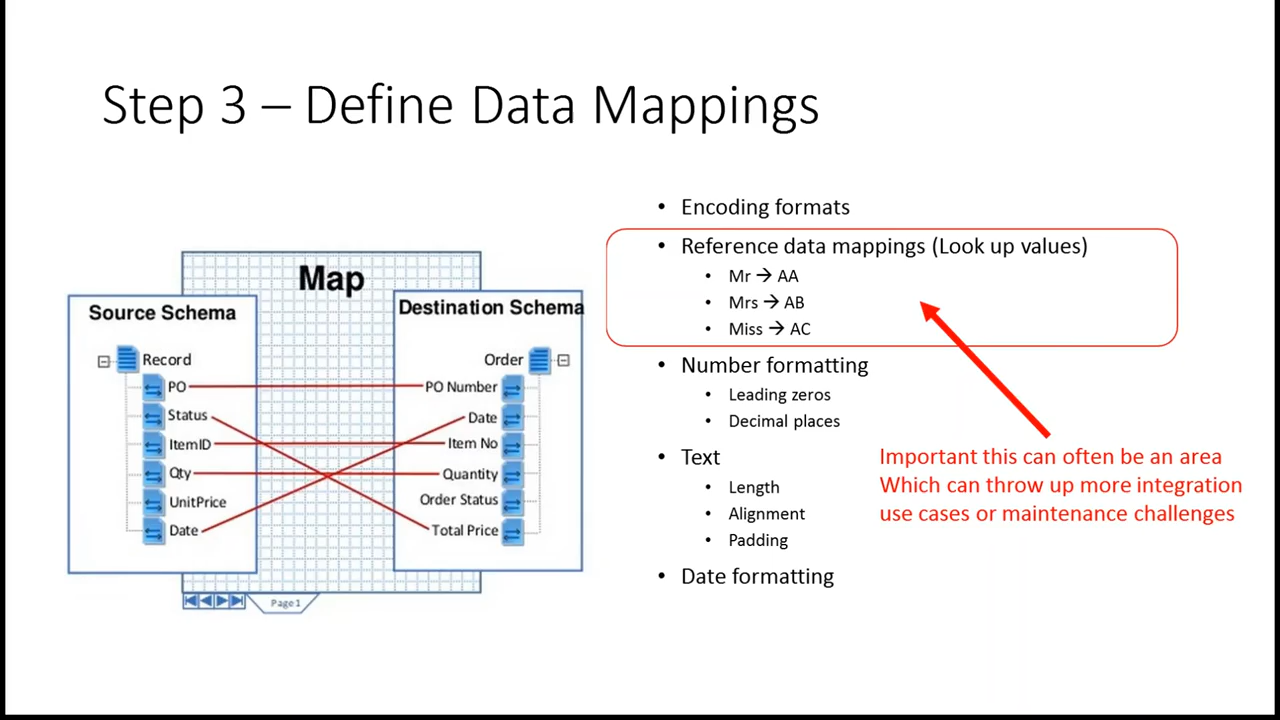 Step 3 – Define Data Mappings
Map
Source Schema
Record
PO
Status
ItemID
Qty
UnitPrice
Date
Destination Schema
Order
PO Number
Date
Item No
Quantity
Order Status
Total Price
Page 1
• Encoding formats
• Reference data mappings (Look up values)
• Mr → AA
• Mrs → AB
• Miss → AC
• Number formatting
• Leading zeros
• Decimal places
• Text
• Length
• Alignment
• Padding
• Date formatting
Important this can often be an area
Which can throw up more integration
use cases or maintenance challenges